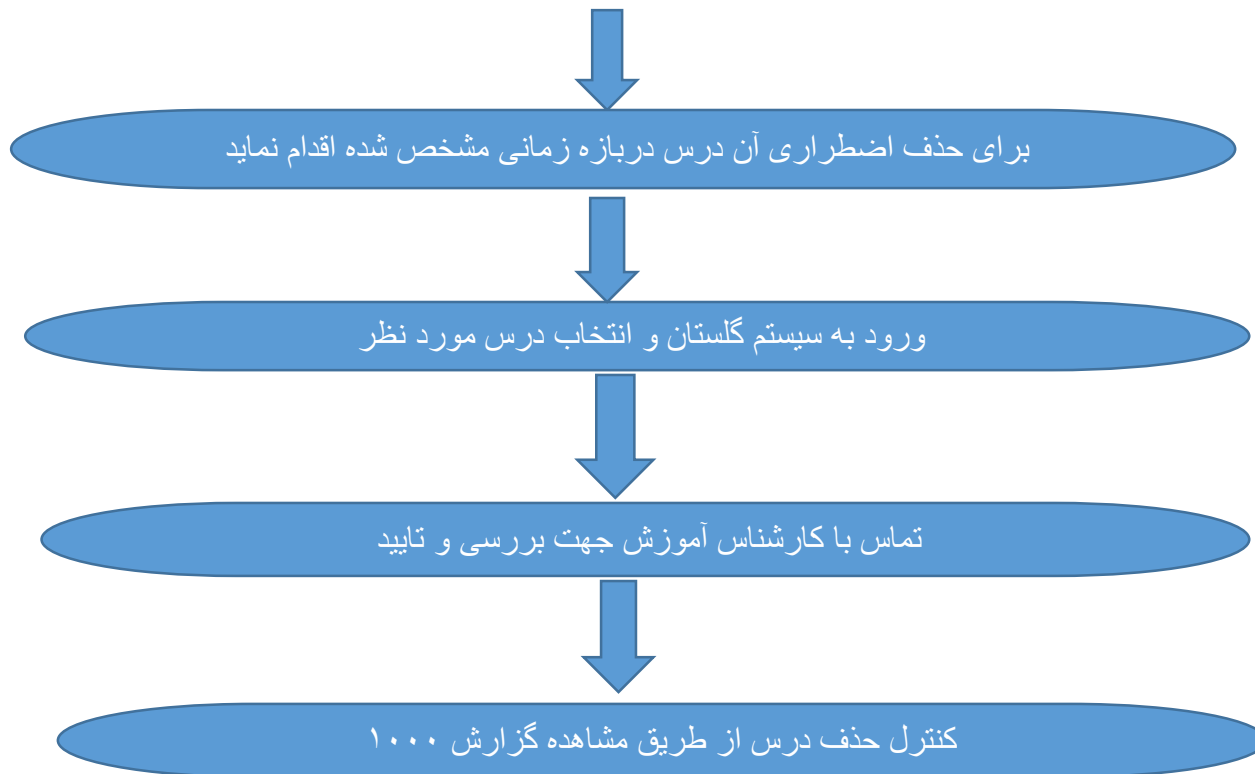 برای حذف اضطراری آن درس دربازه زمانی مشخص شده اقدام نماید
ورود به سیستم گلستان و انتخاب درس مورد نظر
تماس با کارشناس آموزش جهت بررسی و تایید
کنترل حذف درس از طریق مشاهده گزارش ۱۰۰۰